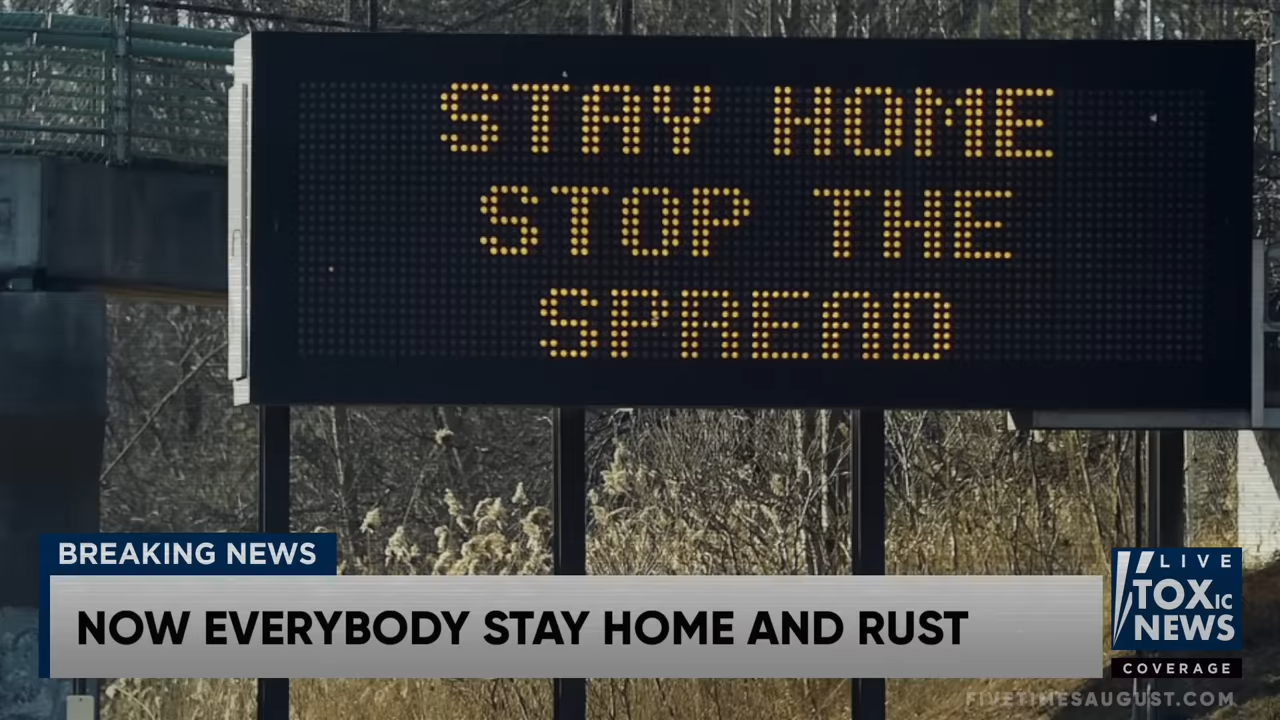 STAY HOME
STOP THE
SPREAD
BREAKING NEWS
NOW EVERYBODY STAY HOME AND RUST
LIVE
TOXIC
NEWS
COVERAGE
FIVETIMESAUGUST.COM